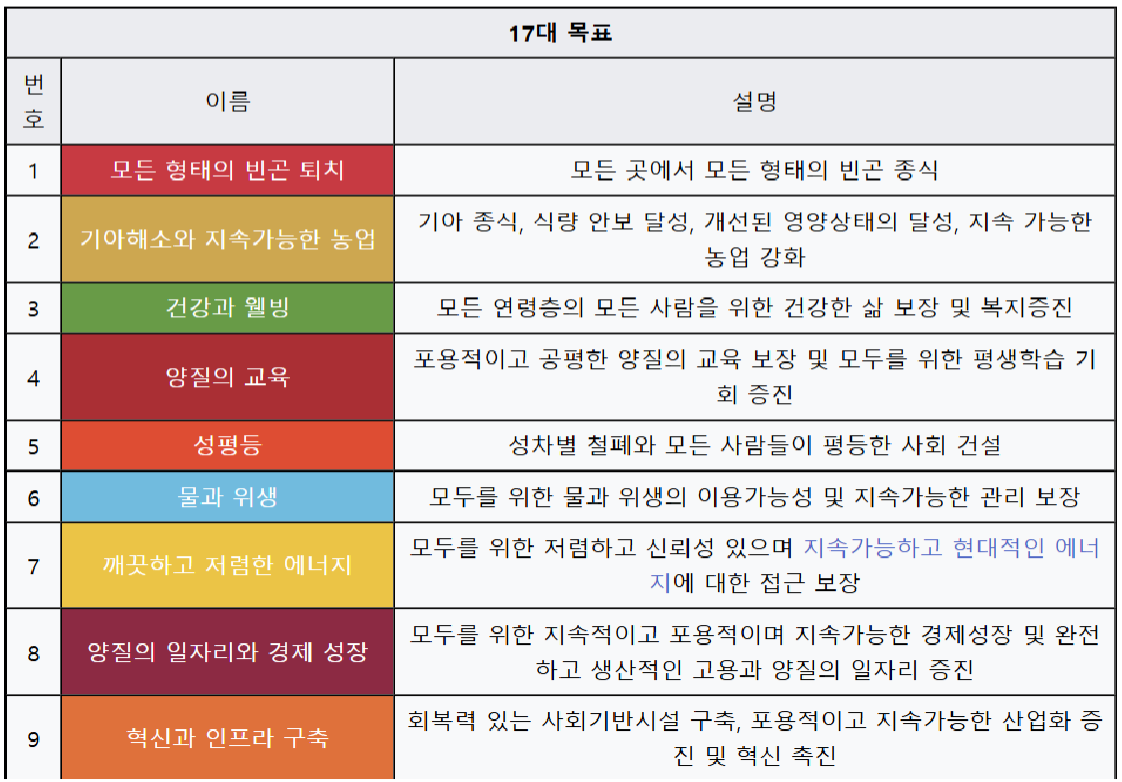 17대 목표
번
호
이름
설명
1
모든 형태의 빈곤 퇴치
모든 곳에서 모든 형태의 빈곤 종식
2
기아해소와 지속가능한 농업
기아 종식, 식량 안보 달성, 개선된 영양상태의 달성, 지속 가능한
농업 강화
3
건강과 웰빙
모든 연령층의 모든 사람을 위한 건강한 삶 보장 및 복지증진
4
양질의 교육
포용적이고 공평한 양질의 교육 보장 및 모두를 위한 평생학습 기
회 증진
5
성평등
성차별 철폐와 모든 사람들이 평등한 사회 건설
6
물과 위생
모두를 위한 물과 위생의 이용가능성 및 지속가능한 관리 보장
7
깨끗하고 저렴한 에너지
모두를 위한 저렴하고 신뢰성 있으며 지속가능하고 현대적인 에너
지에 대한 접근 보장
8
양질의 일자리와 경제 성장
모두를 위한 지속적이고 포용적이며 지속가능한 경제성장 및 완전
하고 생산적인 고용과 양질의 일자리 증진
9
혁신과 인프라 구축
회복력 있는 사회기반시설 구축, 포용적이고 지속가능한 산업화 증
진 및 혁신 촉진